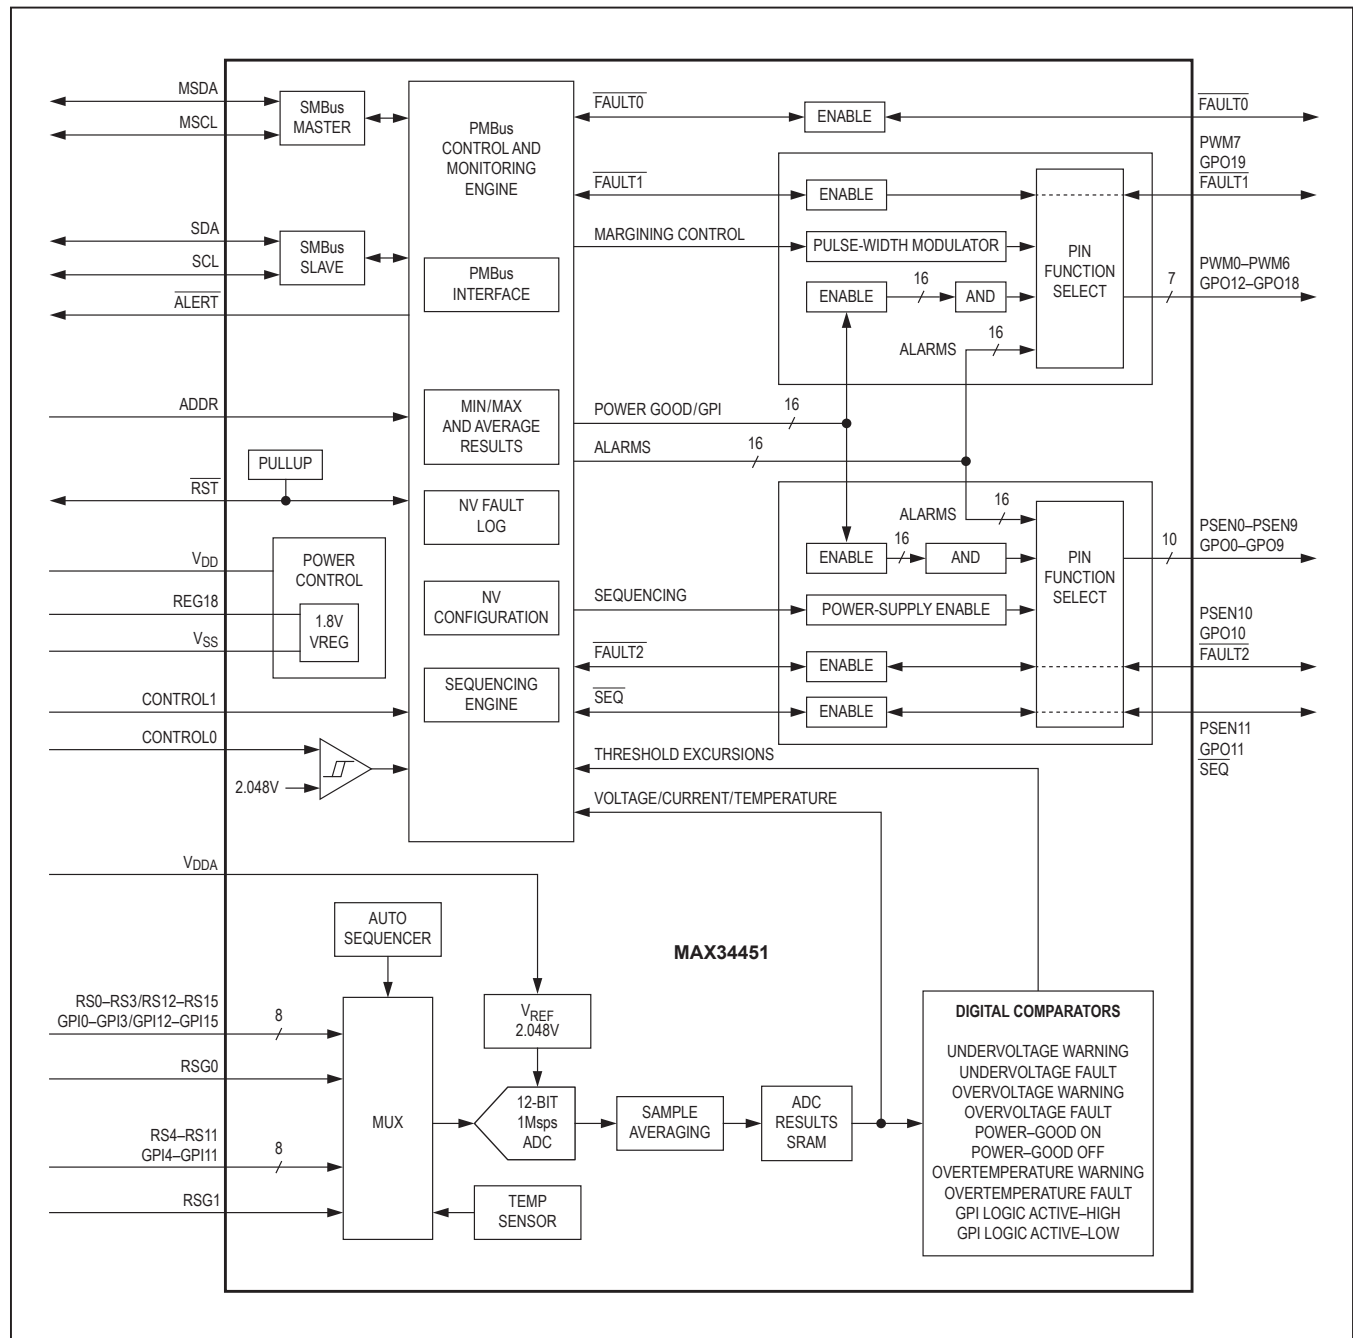 MSDA
MSCL
SMBus
MASTER
SDA
SCL
SMBus
SLAVE
ALERT
ADDR
PULLUP
RST
VDD
REG18
VSS
POWER
CONTROL
1.8V
VREG
CONTROL1
CONTROL0
2.048V
PMBus
CONTROL AND
MONITORING
ENGINE
PMBus
INTERFACE
MIN/MAX
AND AVERAGE
RESULTS
NV FAULT
LOG
NV
CONFIGURATION
SEQUENCING
ENGINE
FAULT0
ENABLE
FAULT0
FAULT1
ENABLE
MARGINING CONTROL
PULSE-WIDTH MODULATOR
ENABLE
16
AND
ALARMS
16
PIN
FUNCTION
SELECT
PWM7
GPO19
FAULT1
7
PWM0–PWM6
GPO12–GPO18
POWER GOOD/GPI
16
ALARMS
16
ALARMS
16
ENABLE
16
AND
SEQUENCING
POWER-SUPPLY ENABLE
FAULT2
ENABLE
SEQ
ENABLE
PIN
FUNCTION
SELECT
10
PSEN0–PSEN9
GPO0–GPO9
PSEN10
GPO10
FAULT2
PSEN11
GPO11
SEQ
THRESHOLD EXCURSIONS
VOLTAGE/CURRENT/TEMPERATURE
VDDA
AUTO
SEQUENCER
MAX34451
RS0–RS3/RS12–RS15
GPI0–GPI3/GPI12–GPI15
8
RSG0
RS4–RS11
GPI4–GPI11
8
RSG1
MUX
VREF
2.048V
12-BIT
1Msps
ADC
TEMP
SENSOR
SAMPLE
AVERAGING
ADC
RESULTS
SRAM
DIGITAL COMPARATORS
UNDERVOLTAGE WARNING
UNDERVOLTAGE FAULT
OVERVOLTAGE WARNING
OVERVOLTAGE FAULT
POWER–GOOD ON
POWER–GOOD OFF
OVERTEMPERATURE WARNING
OVERTEMPERATURE FAULT
GPI LOGIC ACTIVE–HIGH
GPI LOGIC ACTIVE–LOW